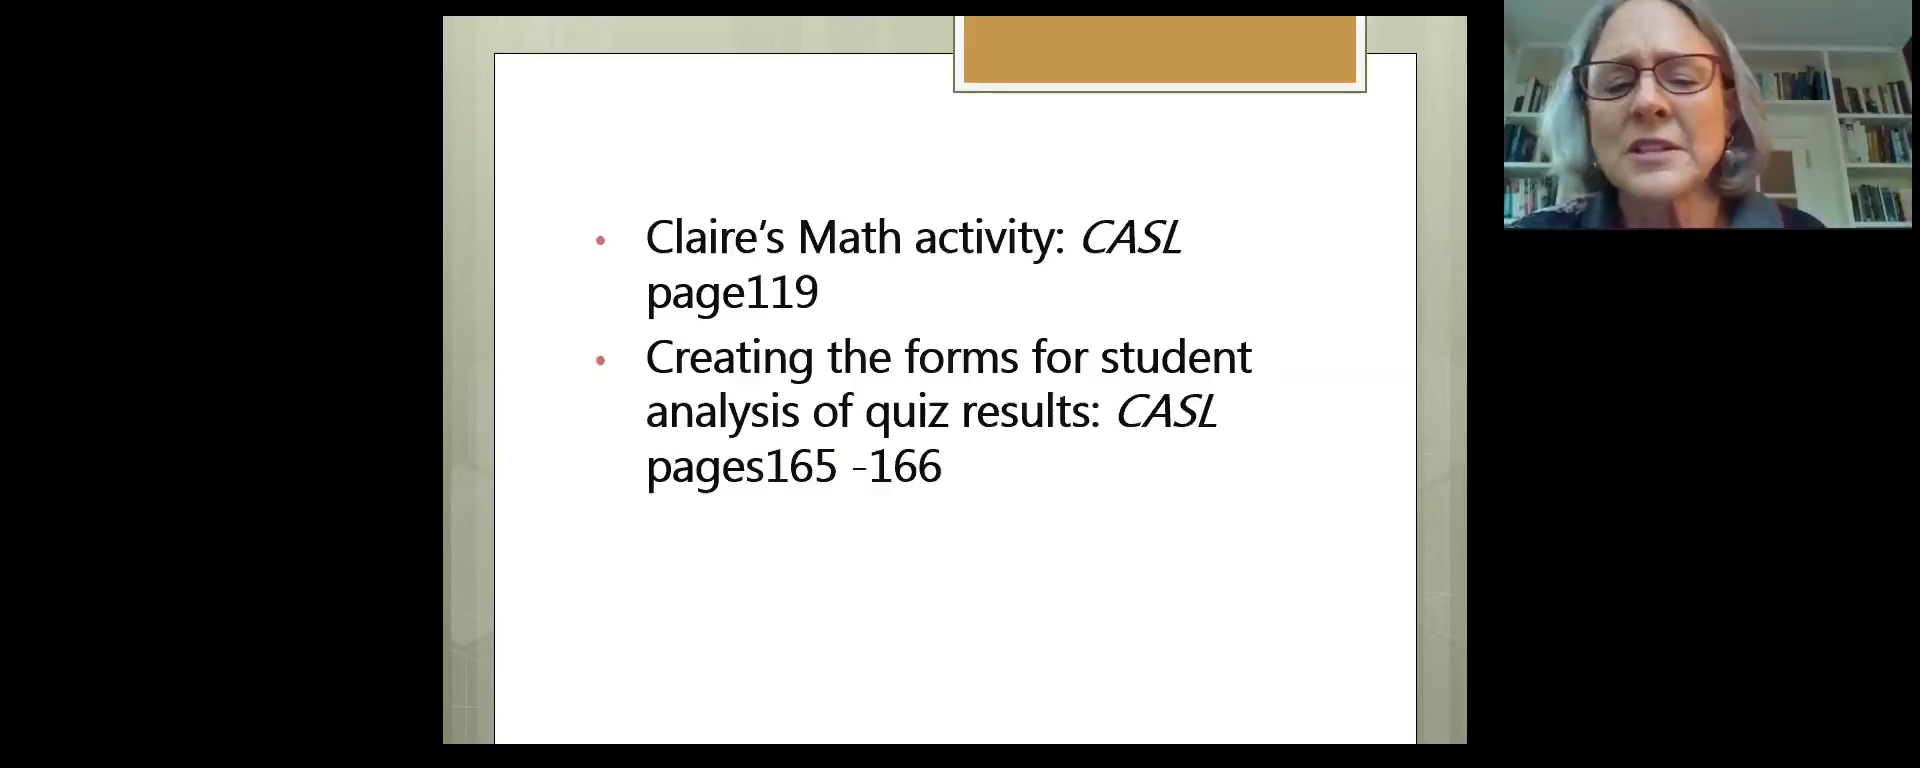 Claire’s Math activity: CASL
page119
Creating the forms for student
analysis of quiz results: CASL
pages165 -166